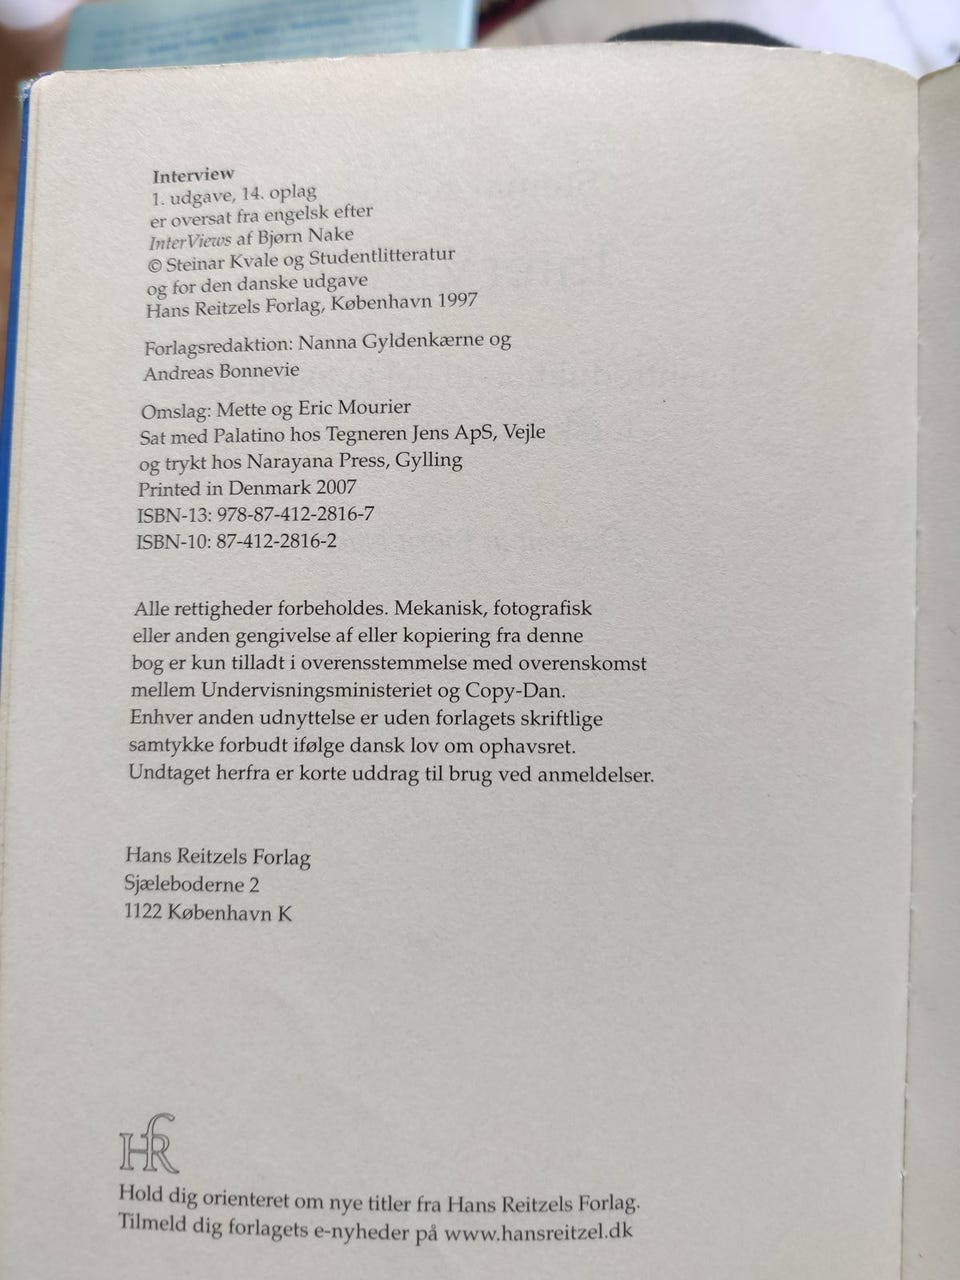 Interview
1. udgave, 14. oplag
er oversat fra engelsk efter
InterViews af Bjørn Nake
© Steinar Kvale og Studentlitteratur
og for den danske udgave
Hans Reitzels Forlag, København 1997
Forlagsredaktion: Nanna Gyldenkærne og
Andreas Bonnevie
Omslag: Mette og Eric Mourier
Sat med Palatino hos Tegneren Jens ApS, Vejle
og trykt hos Narayana Press, Gylling
Printed in Denmark 2007
ISBN-13: 978-87-412-2816-7
ISBN-10: 87-412-2816-2
Alle rettigheder forbeholdes. Mekanisk, fotografisk
eller anden gengivelse af eller kopiering fra denne
bog er kun tilladt i overensstemmelse med overenskomst
mellem Undervisningsministeriet og Copy-Dan.
Enhver anden udnyttelse er uden forlagets skriftlige
samtykke forbudt ifølge dansk lov om ophavsret.
Undtaget herfra er korte uddrag til brug ved anmeldelser.
Hans Reitzels Forlag
Sjæleboderne 2
1122 København K
HR
Hold dig orienteret om nye titler fra Hans Reitzels Forlag.
Tilmeld dig forlagets e-nyheder på www.hansreitzel.dk